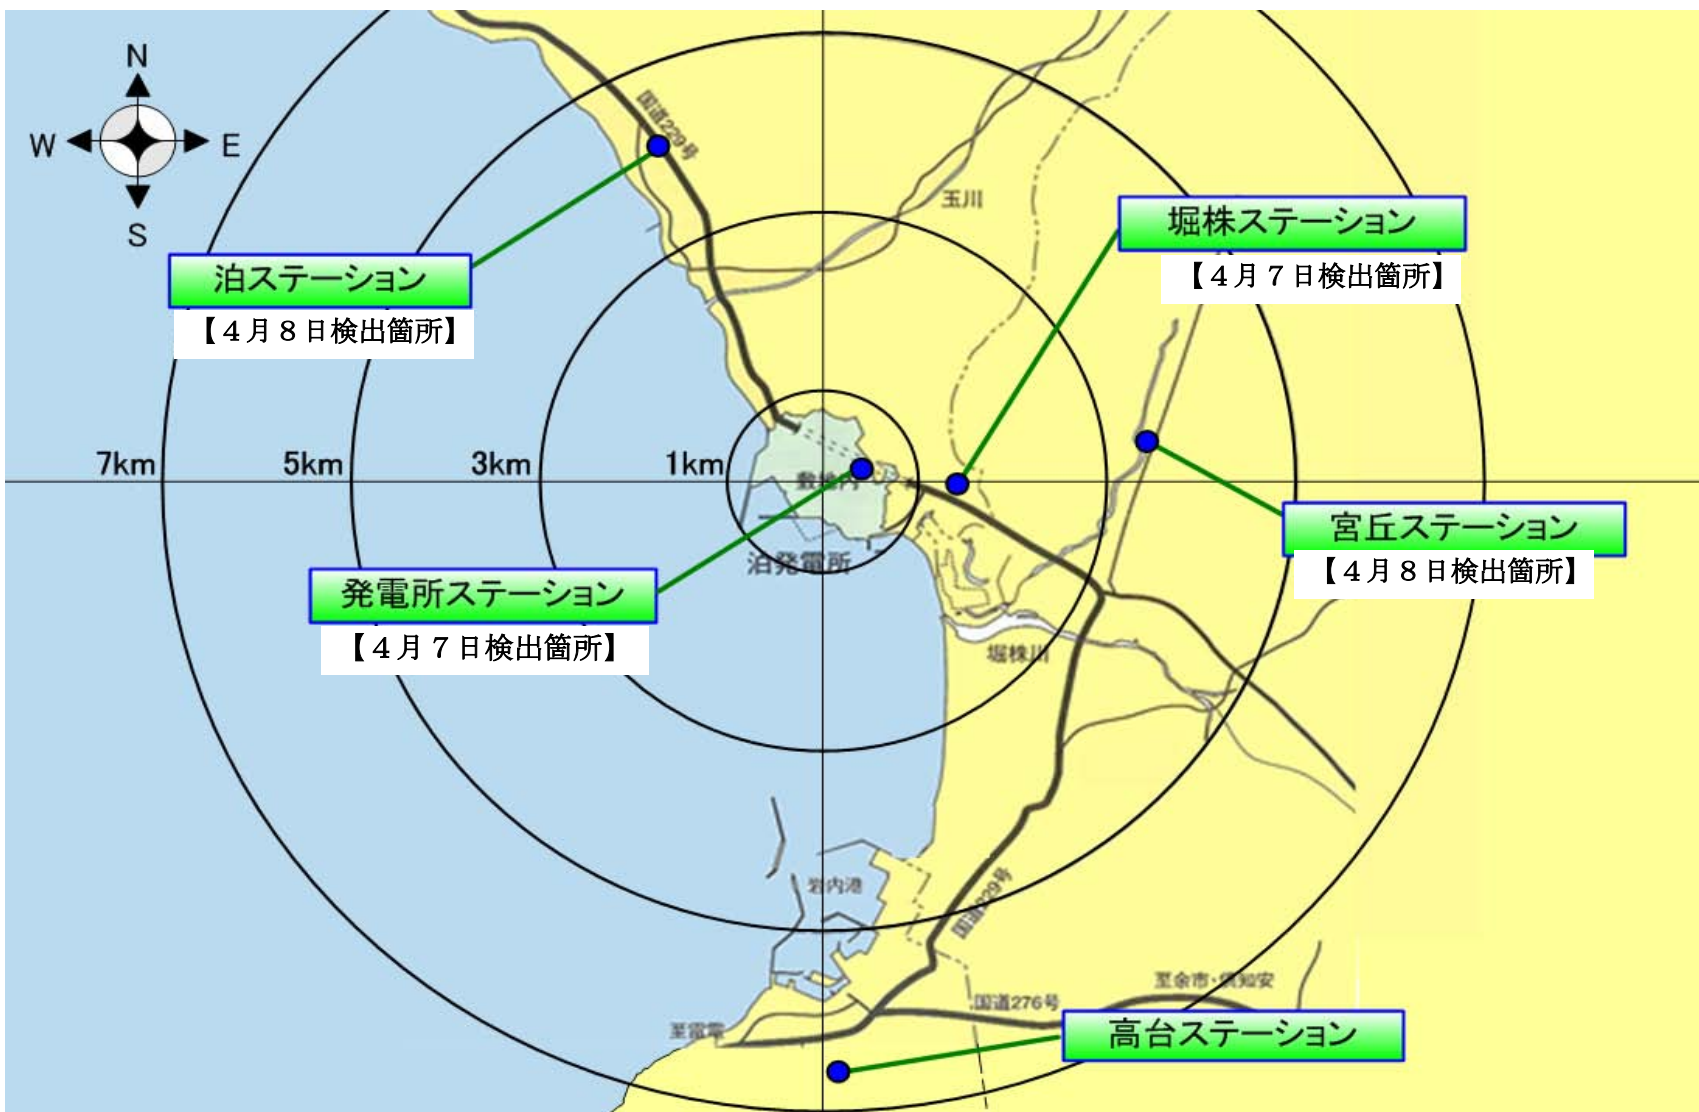 N
W E
S
国道229号
玉川
堀株ステーション
【４月７日検出箇所】
泊ステーション
【４月８日検出箇所】
7km 5km 3km 1km
敷地内
宮丘ステーション
【４月８日検出箇所】
泊発電所
発電所ステーション
【４月７日検出箇所】
堀株川
岩内港
国道229号
至余市・倶知安
国道276号
至雷電
高台ステーション